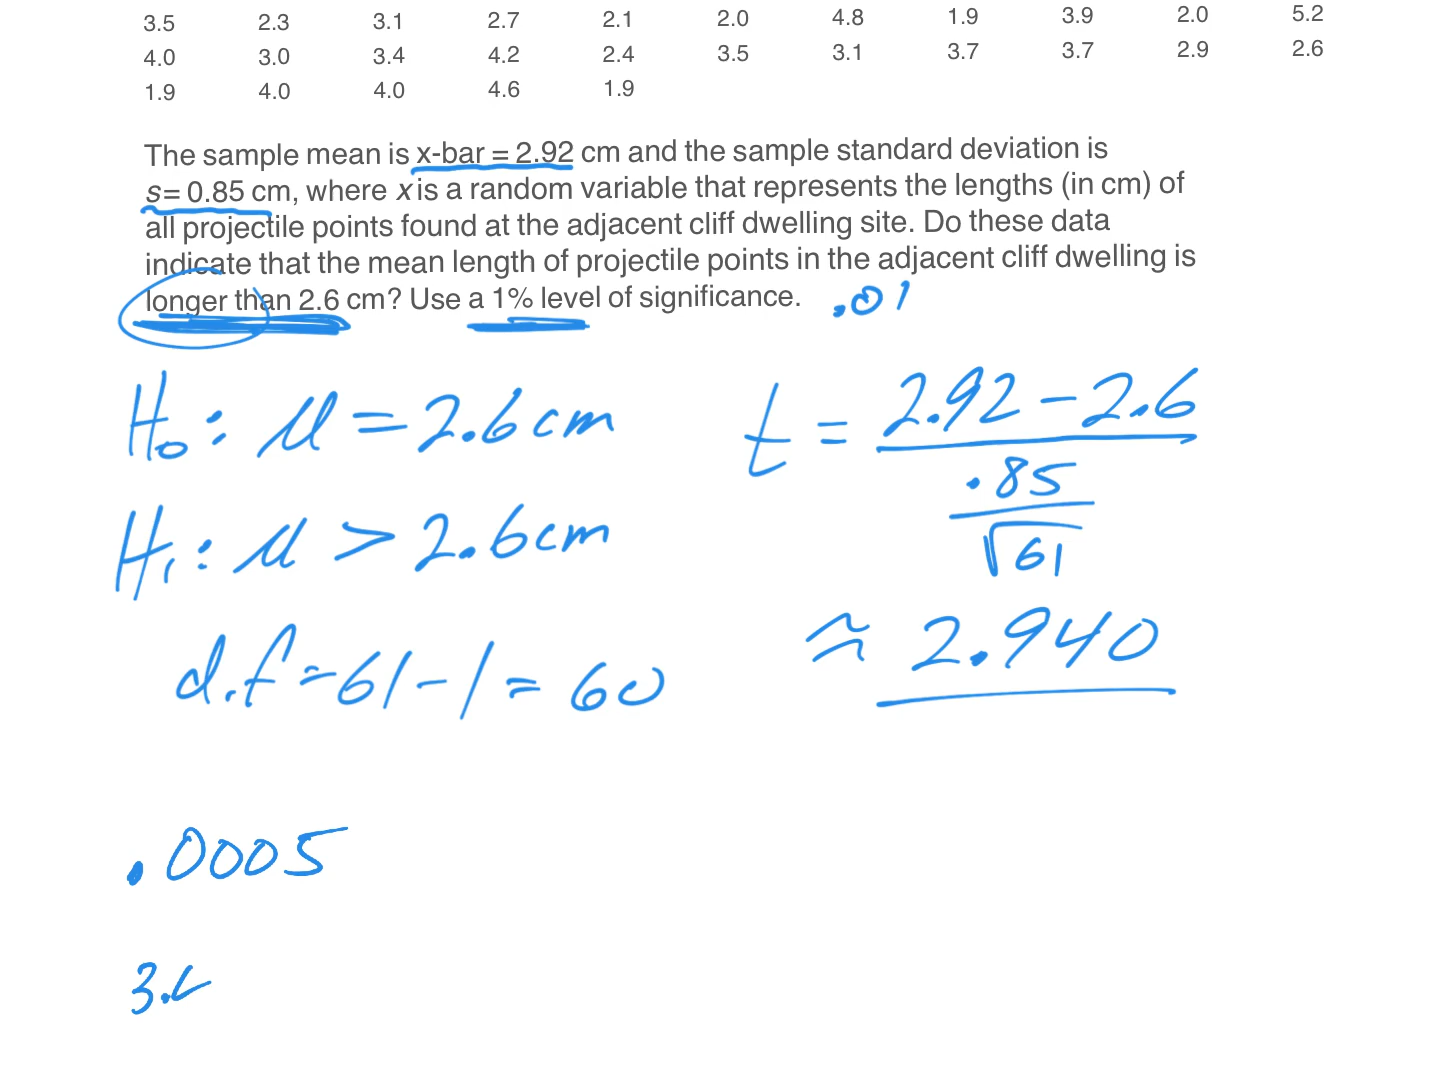 3.5 2.3 3.1 2.7 2.1 2.0 4.8 1.9 3.9 2.0 5.2
4.0 3.0 3.4 4.2 2.4 3.5 3.1 3.7 3.7 2.9 2.6
1.9 4.0 4.0 4.6 1.9
The sample mean is x-bar = 2.92 cm and the sample standard deviation is
s= 0.85 cm, where x is a random variable that represents the lengths (in cm) of
all projectile points found at the adjacent cliff dwelling site. Do these data
indicate that the mean length of projectile points in the adjacent cliff dwelling is
longer than 2.6 cm? Use a 1% level of significance. .01
H₀: μ = 2.6cm
H₁: μ > 2.6cm
d.f = 61 - 1 = 60
t = 2.92 - 2.6
.85
√61
≈ 2.940
.0005
3.